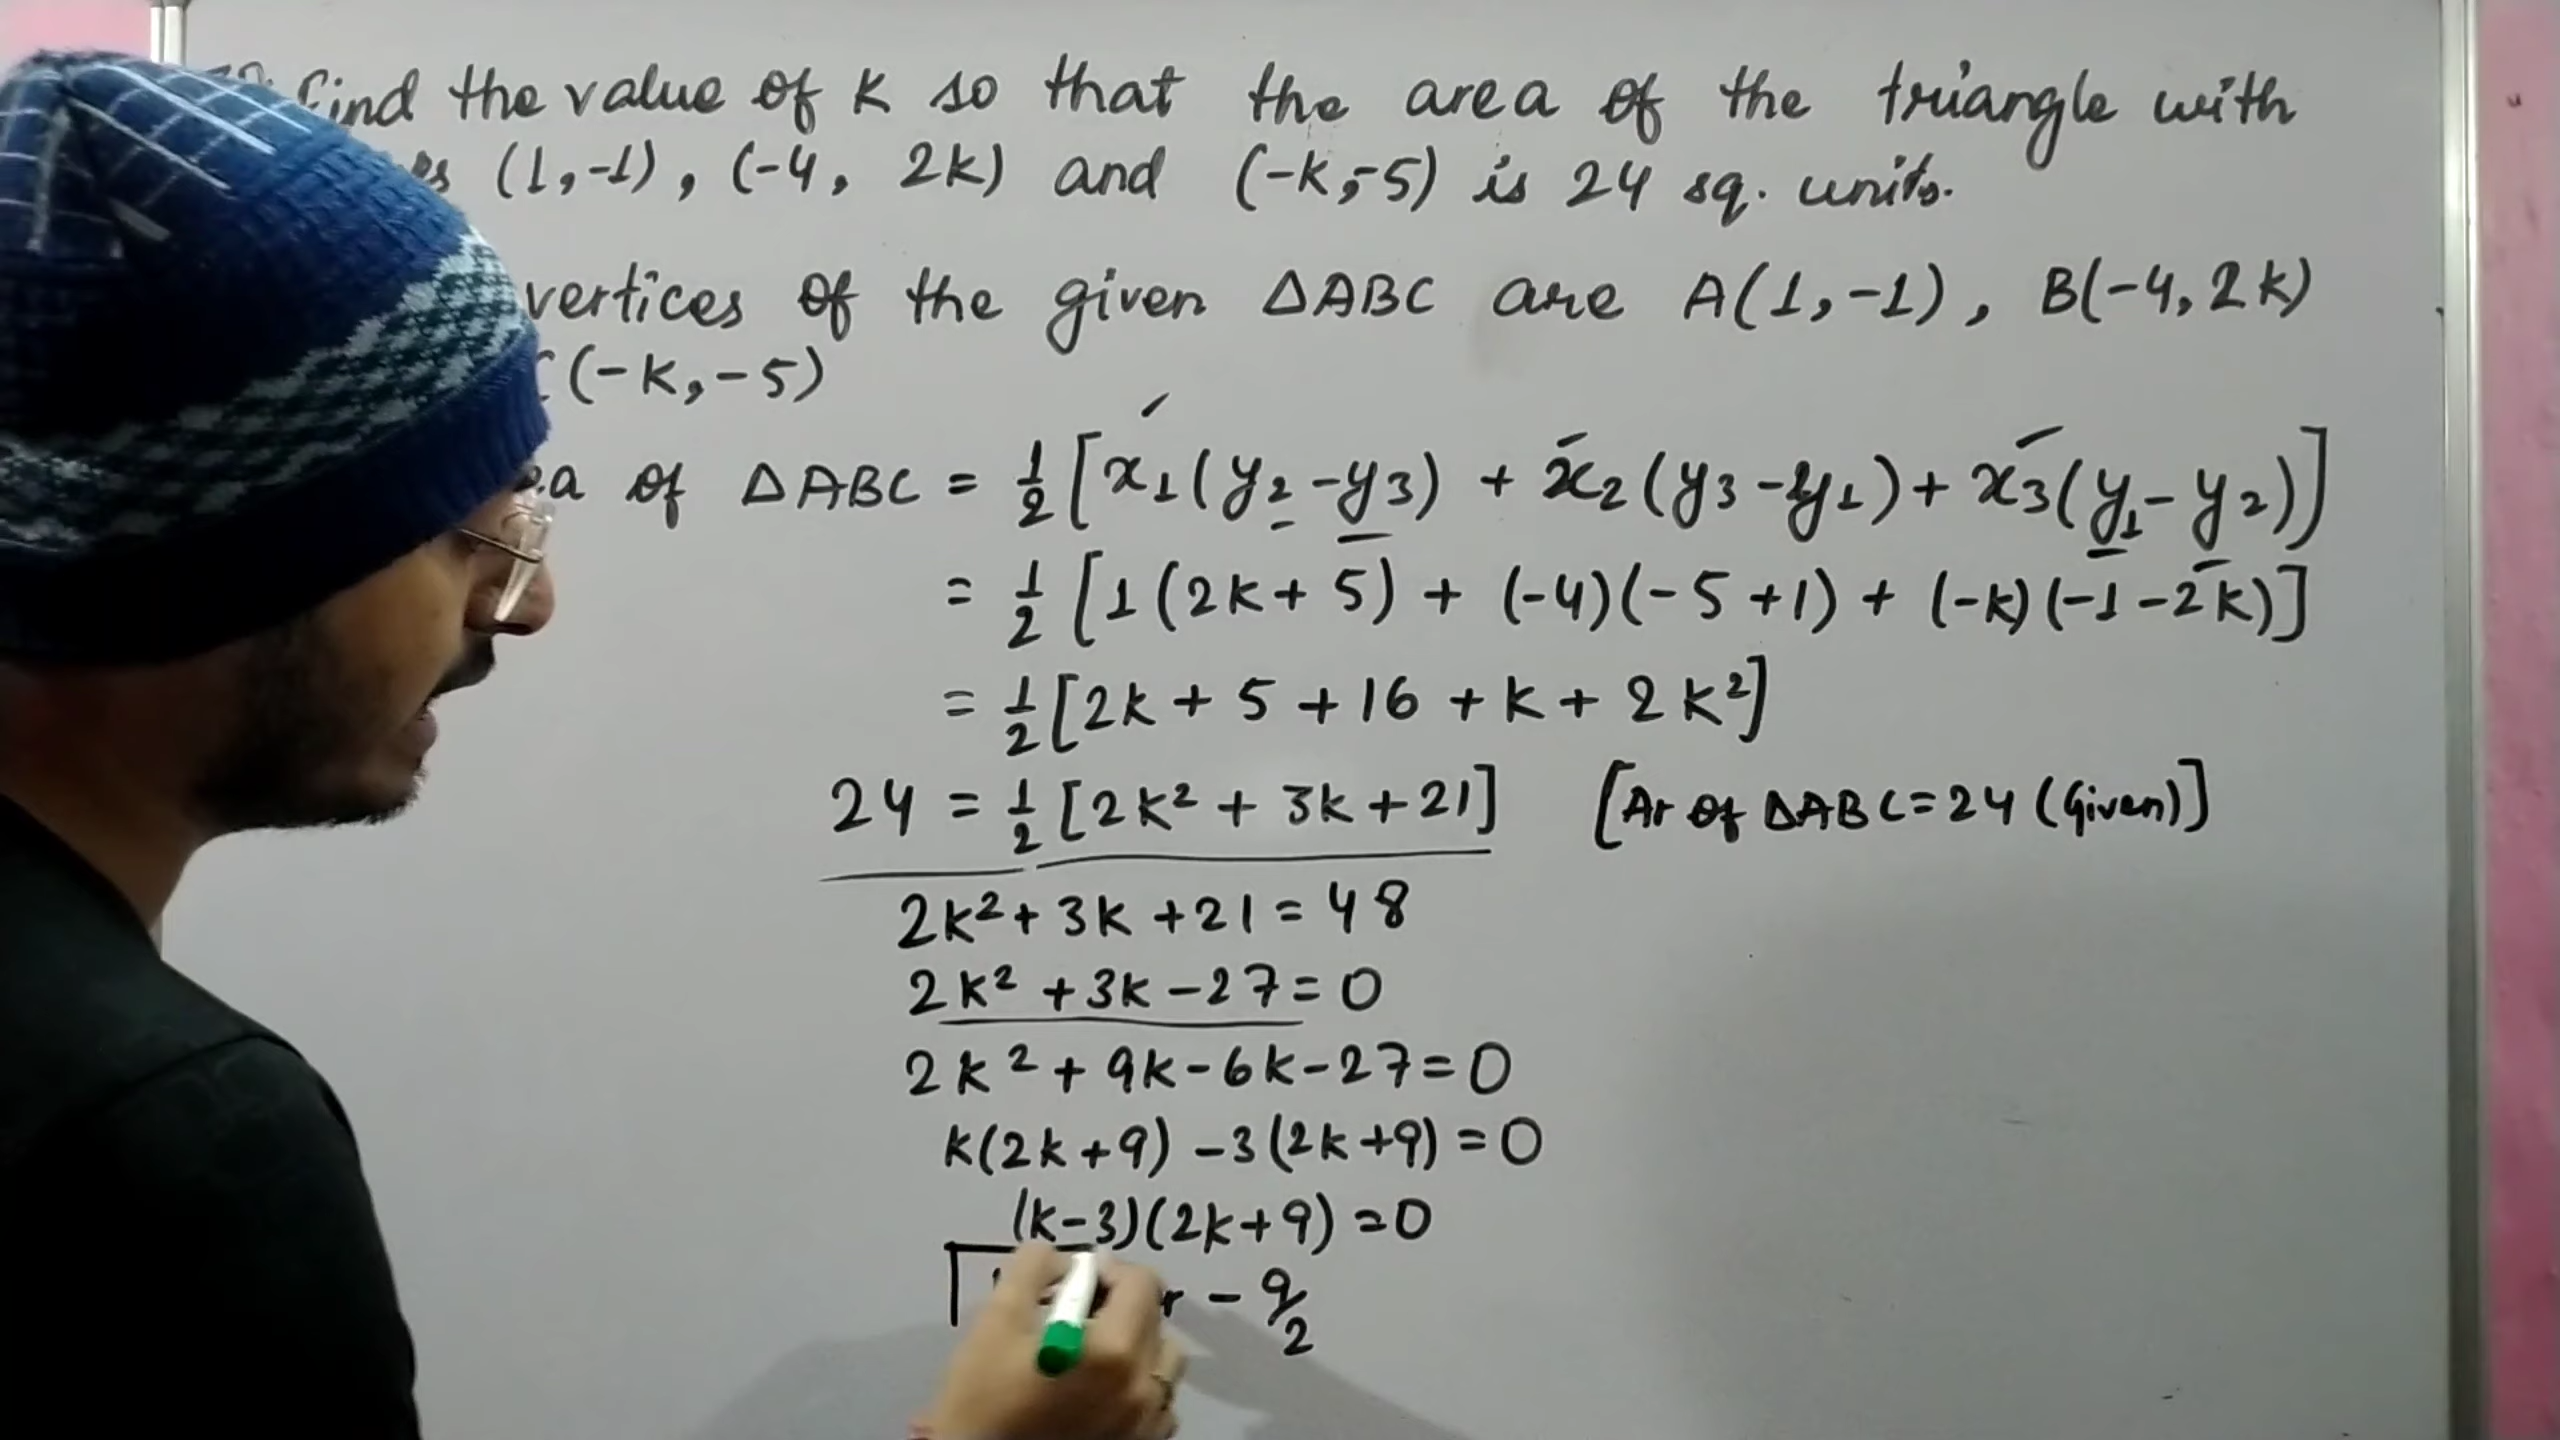 find the value of k so that the area of the triangle with
(1,-1), (-4, 2k) and (-k,-5) is 24 sq. units.
vertices of the given △ABC are A(1,-1), B(-4,2k)
(-k,-5)
of △ABC = 1/2 [x₁(y₂-y₃) + x₂(y₃-y₁)+ x₃(y₁-y₂)]
= 1/2 [1(2k+5) + (-4)(-5+1) + (-k)(-1-2k)]
= 1/2 [2k+5+16+k+2k²]
24 = 1/2 [2k²+3k+21] [Ar of △ABC=24 (Given)]
2k²+3k+21=48
2k²+3k-27=0
2k²+9k-6k-27=0
k(2k+9)-3(2k+9)=0
(k-3)(2k+9)=0
-9/2